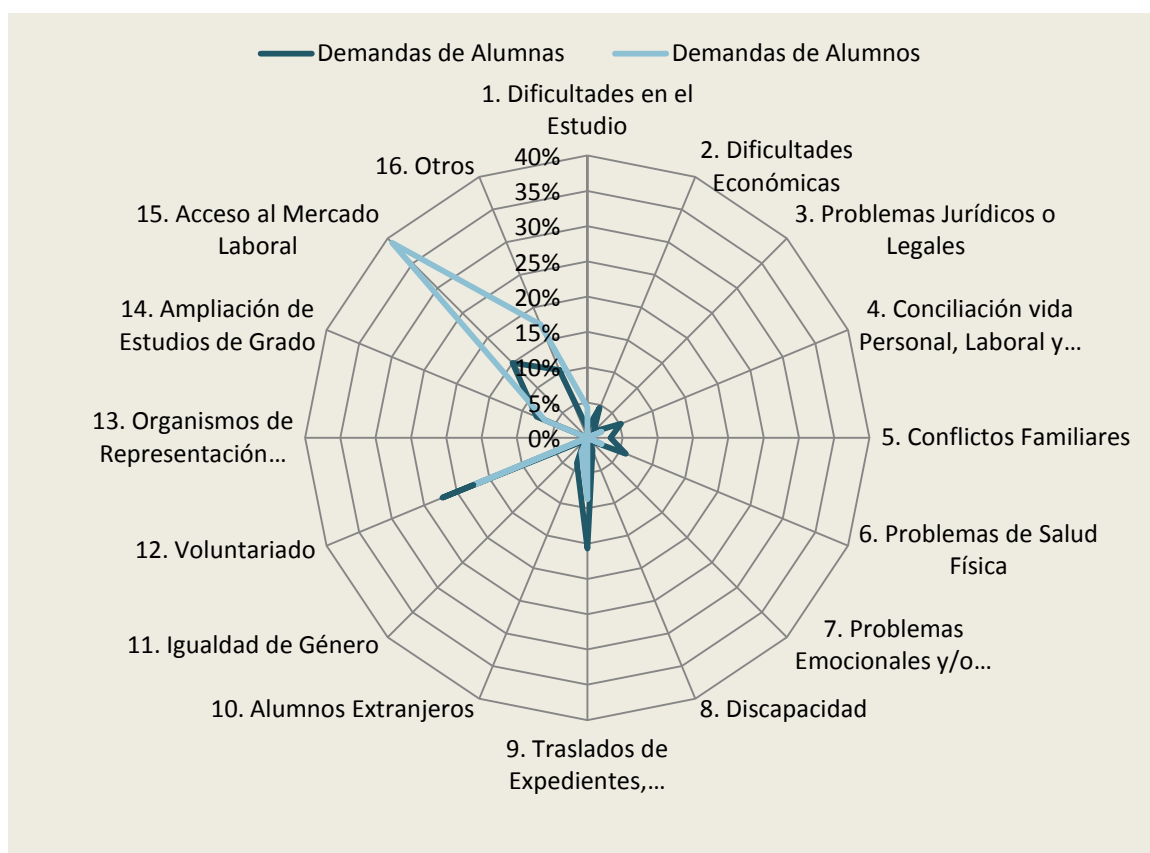 Demandas de Alumnas
Demandas de Alumnos
1. Dificultades en el
Estudio
2. Dificultades
Económicas
3. Problemas Jurídicos o
Legales
4. Conciliación vida
Personal, Laboral y...
5. Conflictos Familiares
6. Problemas de Salud
Física
7. Problemas
Emocionales y/o...
8. Discapacidad
9. Traslados de
Expedientes,...
10. Alumnos Extranjeros
11. Igualdad de Género
12. Voluntariado
13. Organismos de
Representación...
14. Ampliación de
Estudios de Grado
15. Acceso al Mercado
Laboral
16. Otros
40%
35%
30%
25%
20%
15%
10%
5%
0%